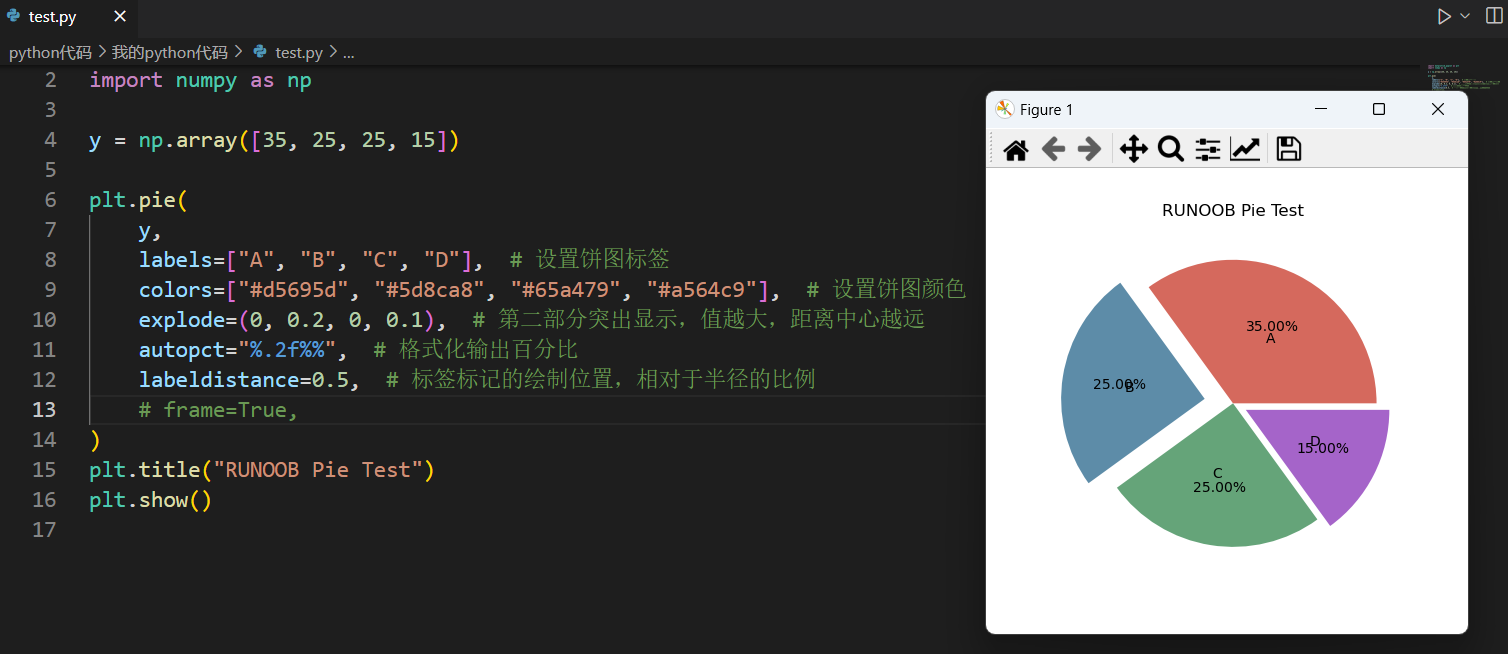 test.py
python代码 > 我的python代码 > test.py > ...
2 import numpy as np
3
4 y = np.array([35, 25, 25, 15])
5
6 plt.pie(
7     y,
8     labels=["A", "B", "C", "D"],  # 设置饼图标签
9     colors=["#d5695d", "#5d8ca8", "#65a479", "#a564c9"],  # 设置饼图颜色
10     explode=(0, 0.2, 0, 0.1),  # 第二部分突出显示，值越大，距离中心越远
11     autopct="%.2f%%",  # 格式化输出百分比
12     labeldistance=0.5,  # 标签标记的绘制位置，相对于半径的比例
13     # frame=True,
14 )
15 plt.title("RUNOOB Pie Test")
16 plt.show()
17
Figure 1
RUNOOB Pie Test
35.00%
A
25.00%
B
D
15.00%
C
25.00%